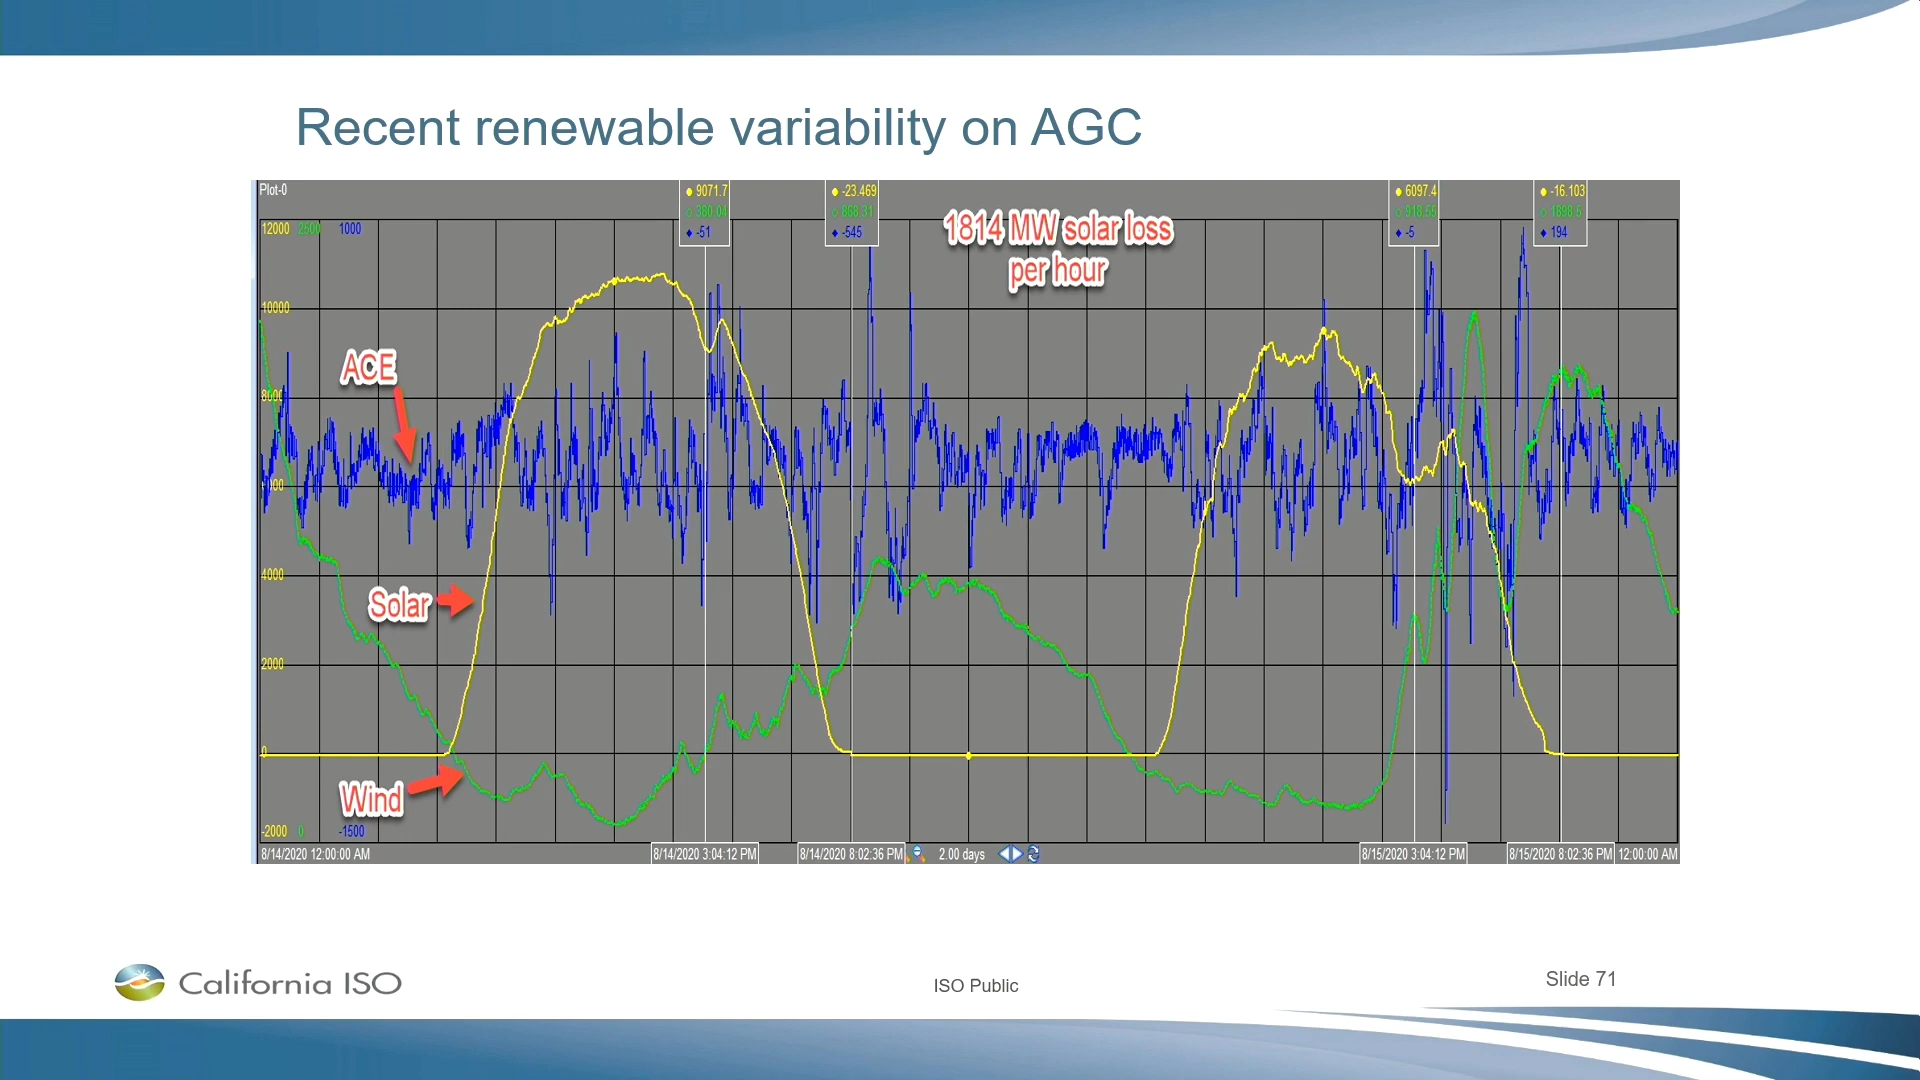 Recent renewable variability on AGC
Plot-0
9071.7
380.04
-51
-23.469
868.31
-545
6097.4
918.55
-5
-16.103
1898.5
194
1814 MW solar loss
per hour
12000 2500 1000
10000
ACE
8000
4000
Solar
2000
0
Wind
-2000 0 -1500
8/14/2020 12:00:00 AM 8/14/2020 3:04:12 PM 8/14/2020 8:02:36 PM 2.00 days 8/15/2020 3:04:12 PM 8/15/2020 8:02:36 PM 12:00:00 AM
California ISO
ISO Public
Slide 71